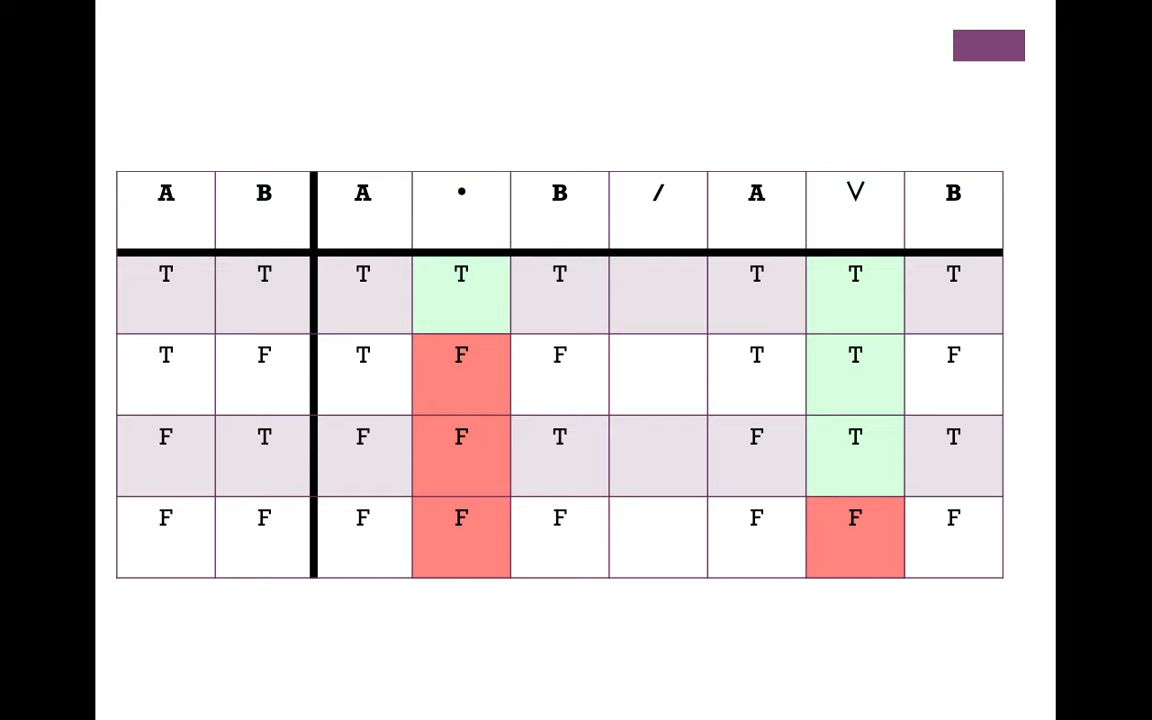 A B A • B / A ∨ B
T T T T T T T T
T F T F F T T F
F T F F T F T T
F F F F F F F F